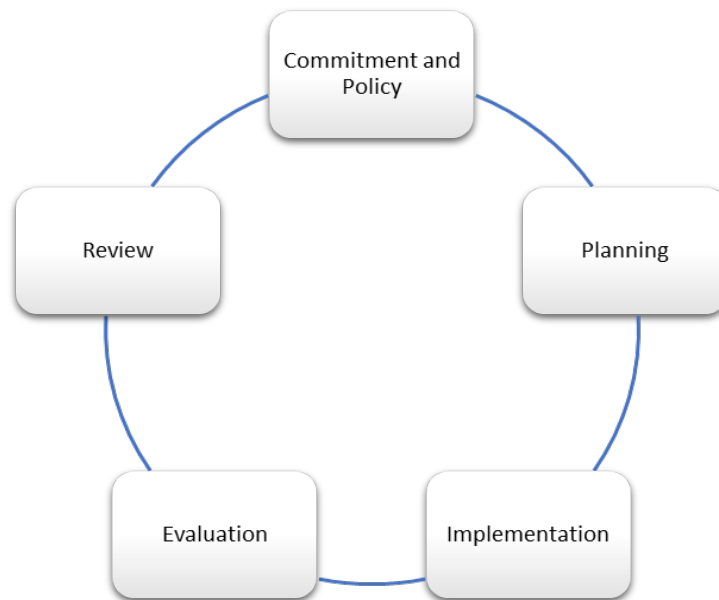 Commitment and
Policy
Planning
Implementation
Evaluation
Review